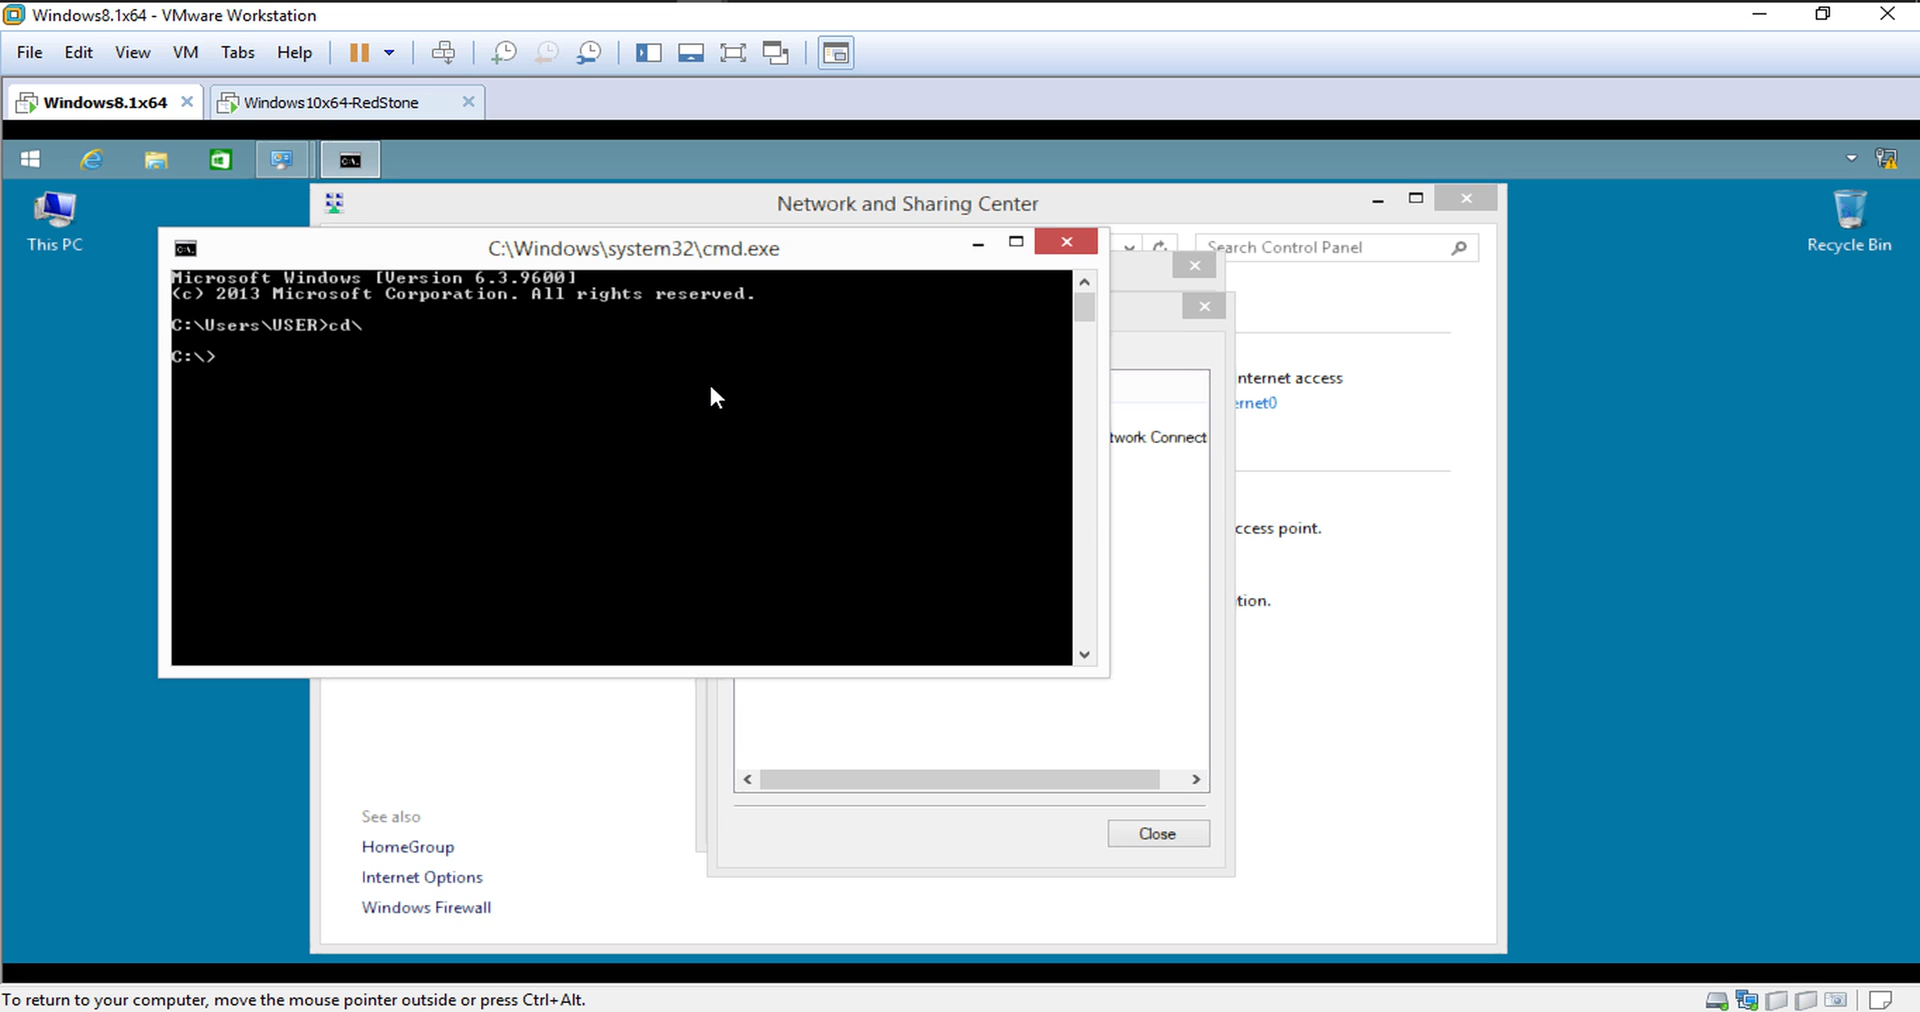 Windows8.1x64 - VMware Workstation
File Edit View VM Tabs Help
Windows8.1x64 Windows10x64-RedStone
This PC
Recycle Bin
Network and Sharing Center
Search Control Panel
C:\Windows\system32\cmd.exe
Microsoft Windows [Version 6.3.9600]
(c) 2013 Microsoft Corporation. All rights reserved.
C:\Users\USER>cd\
C:\>
nternet access
ernet0
twork Connect
ccess point.
tion.
Close
See also
HomeGroup
Internet Options
Windows Firewall
To return to your computer, move the mouse pointer outside or press Ctrl+Alt.